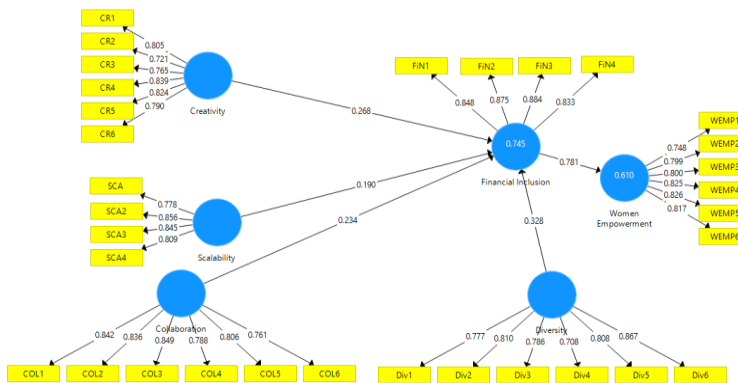 CR1
CR2
CR3
CR4
CR5
CR6
0.805
0.721
0.765
0.839
0.824
0.790
Creativity
FiN1
FiN2
FiN3
FiN4
0.848
0.875
0.884
0.833
0.268
0.745
Financial Inclusion
0.781
0.610
Women
Empowerment
WEMP1
WEMP2
WEMP3
WEMP4
WEMP5
WEMP6
0.748
0.799
0.800
0.825
0.826
0.817
SCA
SCA2
SCA3
SCA4
0.778
0.856
0.845
0.809
Scalability
0.190
0.234
0.328
Collaboration
0.842
0.836
0.849
0.788
0.806
0.761
COL1
COL2
COL3
COL4
COL5
COL6
Diversity
0.777
0.810
0.786
0.708
0.808
0.867
Div1
Div2
Div3
Div4
Div5
Div6